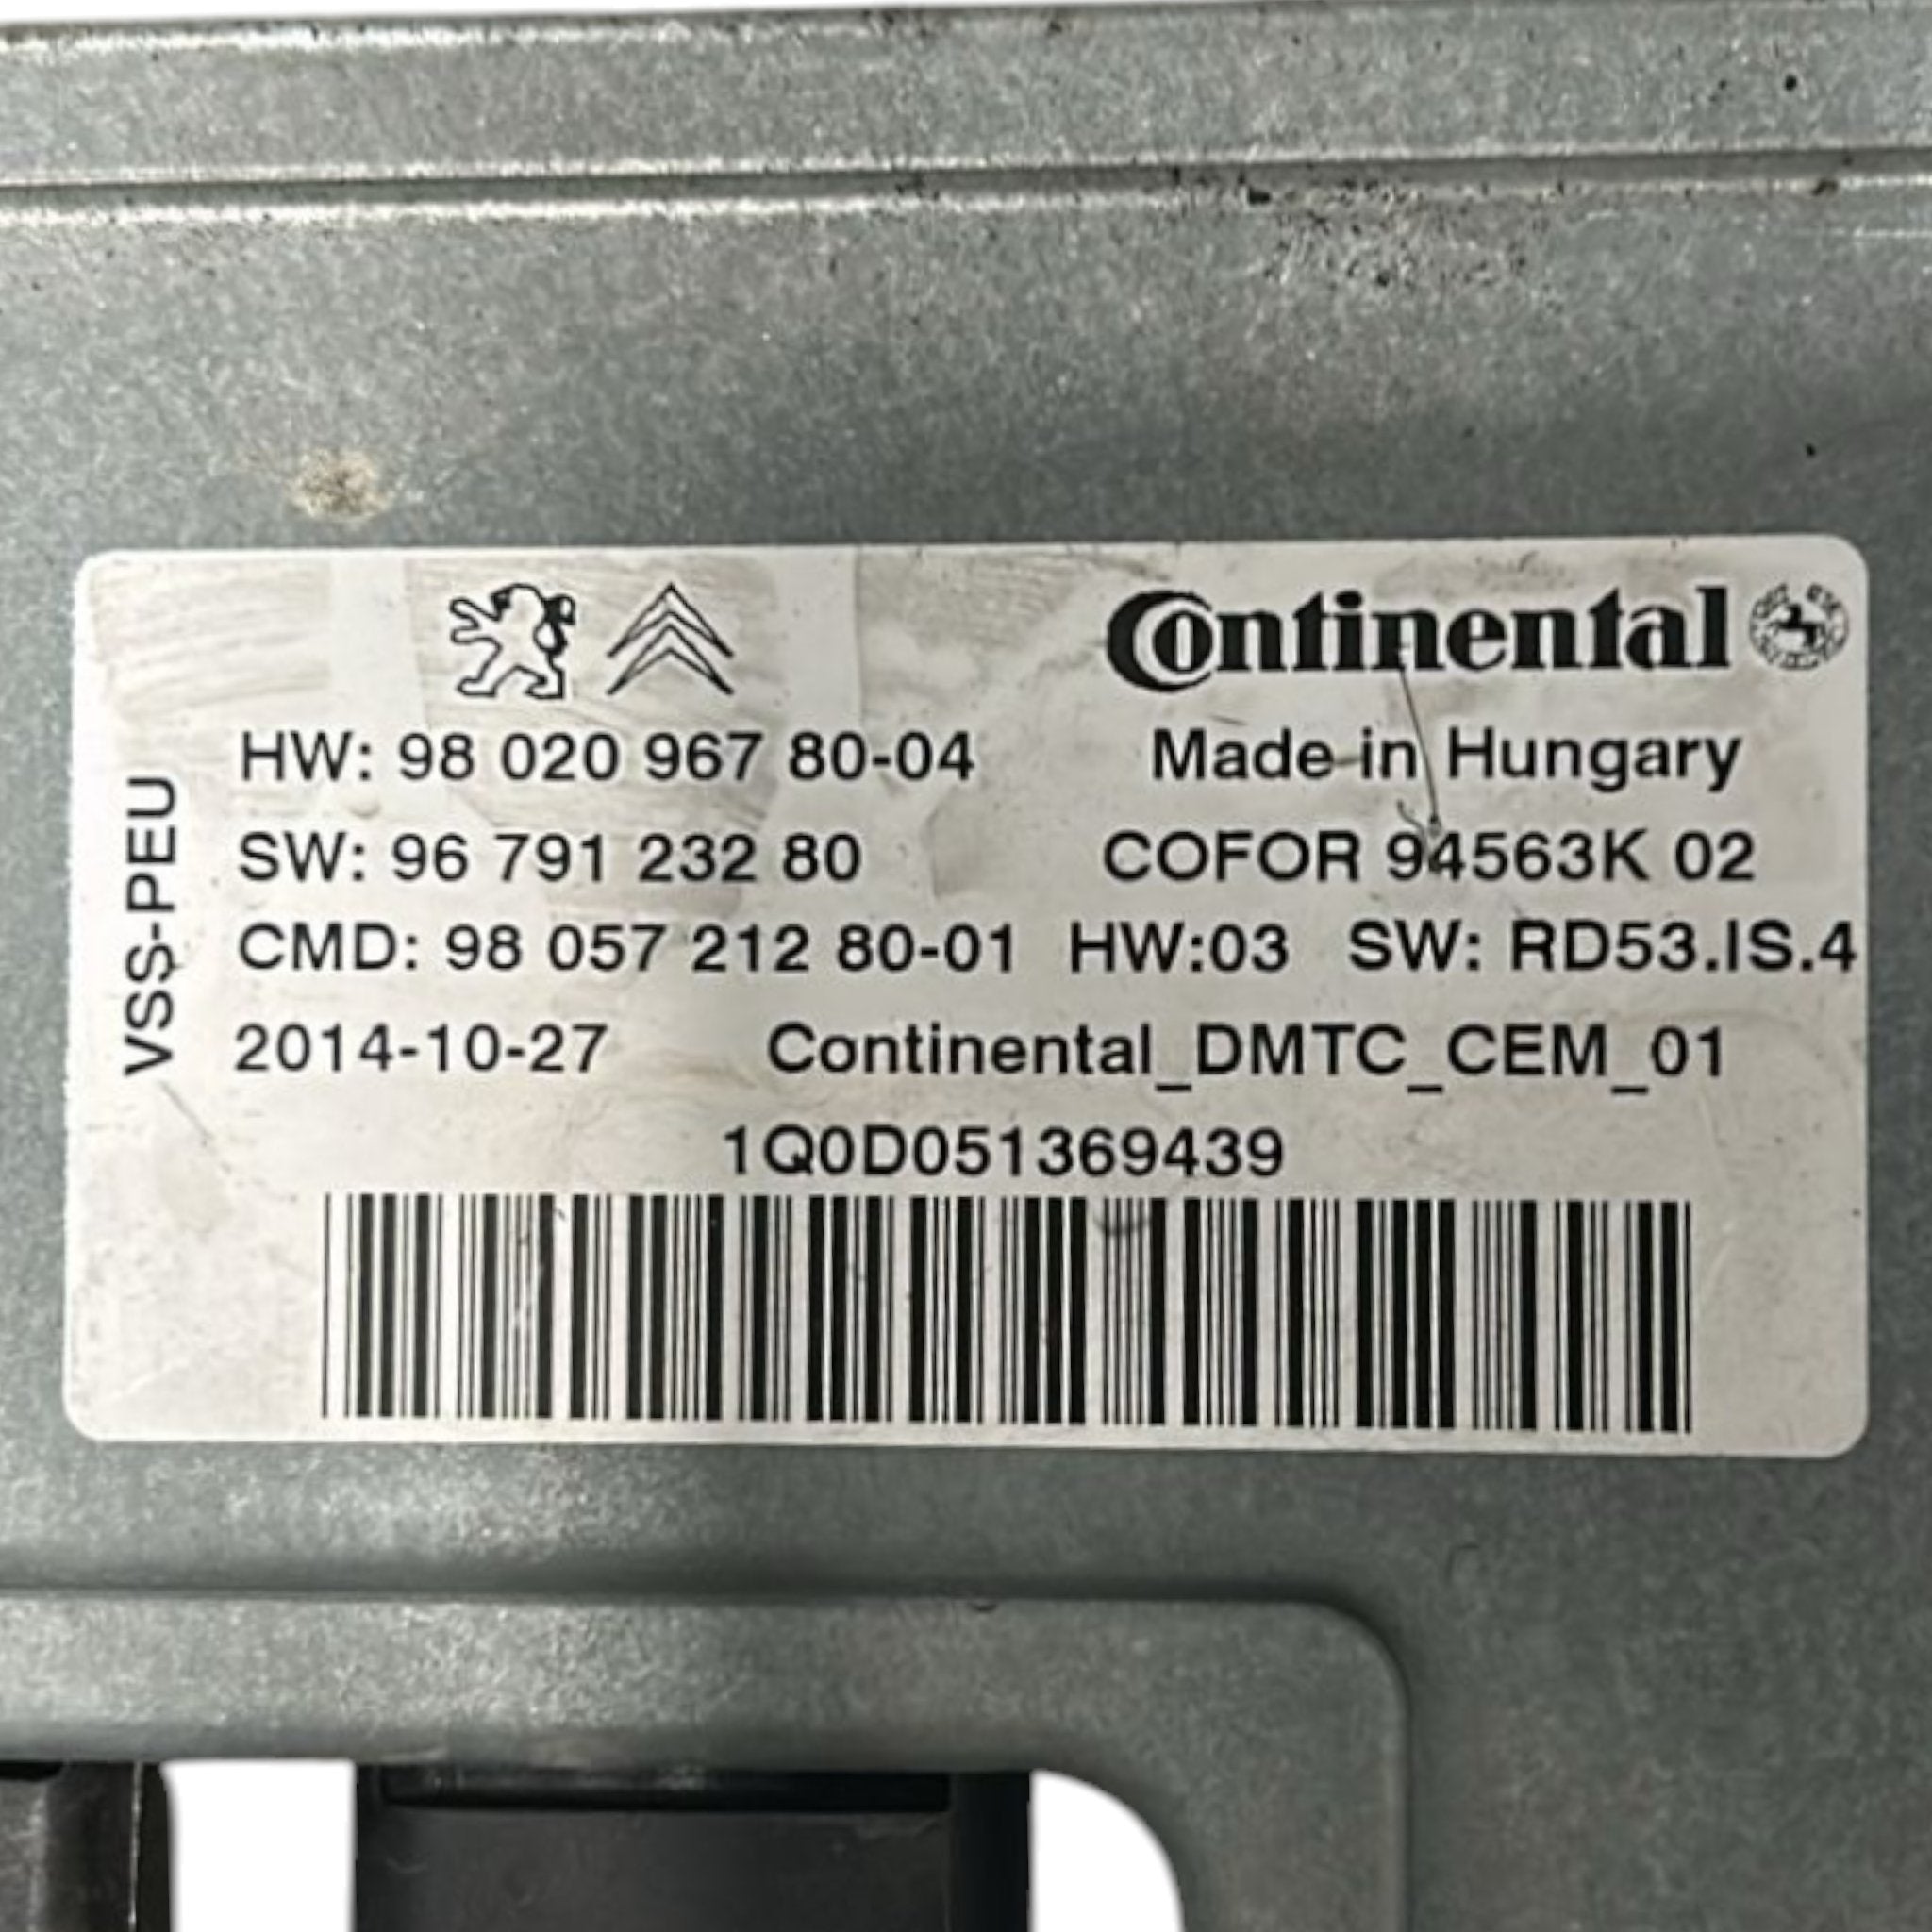 Continental
HW: 98 020 967 80-04
Made in Hungary
SW: 96 791 232 80
COFOR 94563K 02
CMD: 98 057 212 80-01 HW:03 SW: RD53.IS.4
2014-10-27 Continental_DMTC_CEM_01
1Q0D051369439
VSS-PEU